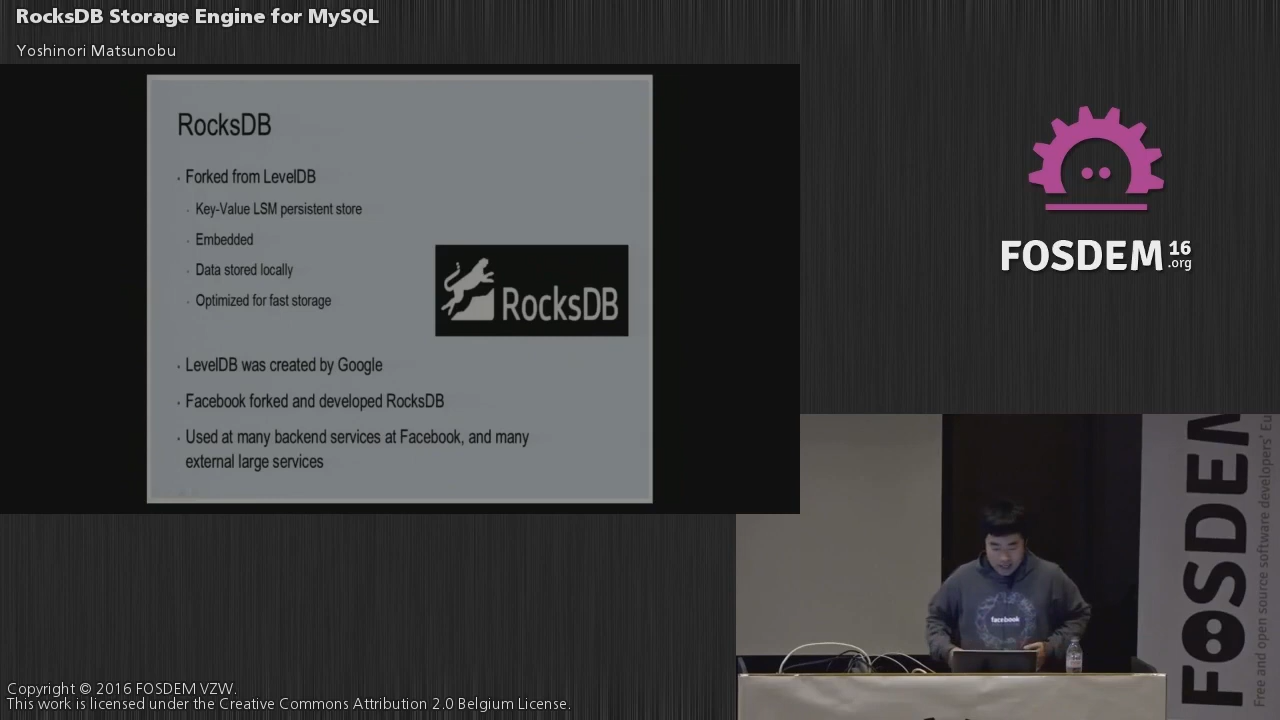 RocksDB Storage Engine for MySQL
Yoshinori Matsunobu
RocksDB
· Forked from LevelDB
· Key-Value LSM persistent store
· Embedded
· Data stored locally
· Optimized for fast storage
RocksDB
· LevelDB was created by Google
· Facebook forked and developed RocksDB
· Used at many backend services at Facebook, and many
external large services
FOSDEM 16
.org
facebook
FOSDEM
Free and open source software developers' Eu
Copyright © 2016 FOSDEM VZW.
This work is licensed under the Creative Commons Attribution 2.0 Belgium License.